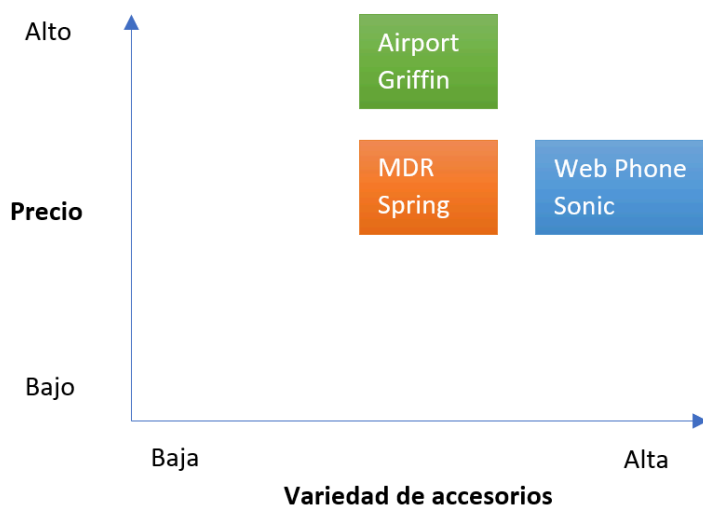 Alto
Airport
Griffin
MDR
Spring
Web Phone
Sonic
Precio
Bajo
Baja
Alta
Variedad de accesorios